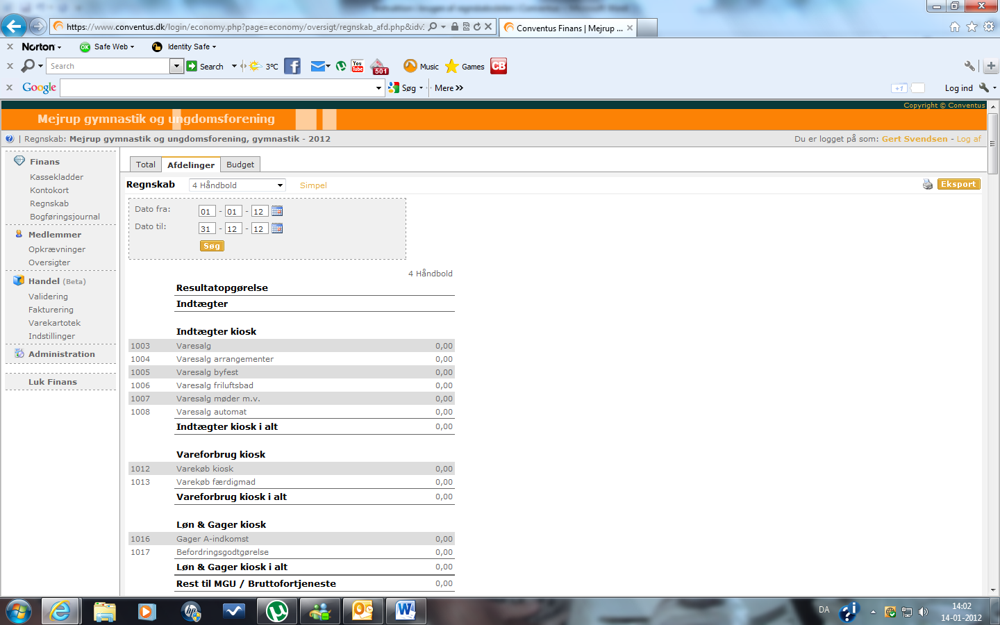 https://www.conventus.dk/login/economy.php?page=economy/oversigt/regnskab_afd.php&idv
Conventus Finans | Mejrup ...
Norton
OK Safe Web
Identity Safe
Search
Search
3°C
You Tube
501
Music
Games
CB
Google
Søg
Mere
+1
Log ind
Copyright © Conventus
Mejrup gymnastik og ungdomsforening
| Regnskab: Mejrup gymnastik og ungdomsforening, gymnastik - 2012
Du er logget på som: Gert Svendsen - Log af
Finans
Kassekladder
Kontokort
Regnskab
Bogføringsjournal
Medlemmer
Opkrævninger
Oversigter
Handel (Beta)
Validering
Fakturering
Varekartotek
Indstillinger
Administration
Luk Finans
Total
Afdelinger
Budget
Regnskab
4 Håndbold
Simpel
Eksport
Dato fra: 01 - 01 - 12
Dato til: 31 - 12 - 12
Søg
4 Håndbold
Resultatopgørelse
Indtægter
Indtægter kiosk
1003 Varesalg 0,00
1004 Varesalg arrangementer 0,00
1005 Varesalg byfest 0,00
1006 Varesalg friluftsbad 0,00
1007 Varesalg møder m.v. 0,00
1008 Varesalg automat 0,00
Indtægter kiosk i alt 0,00
Vareforbrug kiosk
1012 Varekøb kiosk 0,00
1013 Varekøb færdigmad 0,00
Vareforbrug kiosk i alt 0,00
Løn & Gager kiosk
1016 Gager A-indkomst 0,00
1017 Befordringsgodtgørelse 0,00
Løn & Gager kiosk i alt 0,00
Rest til MGU / Bruttofortjeneste 0,00
DA
14:02
14-01-2012